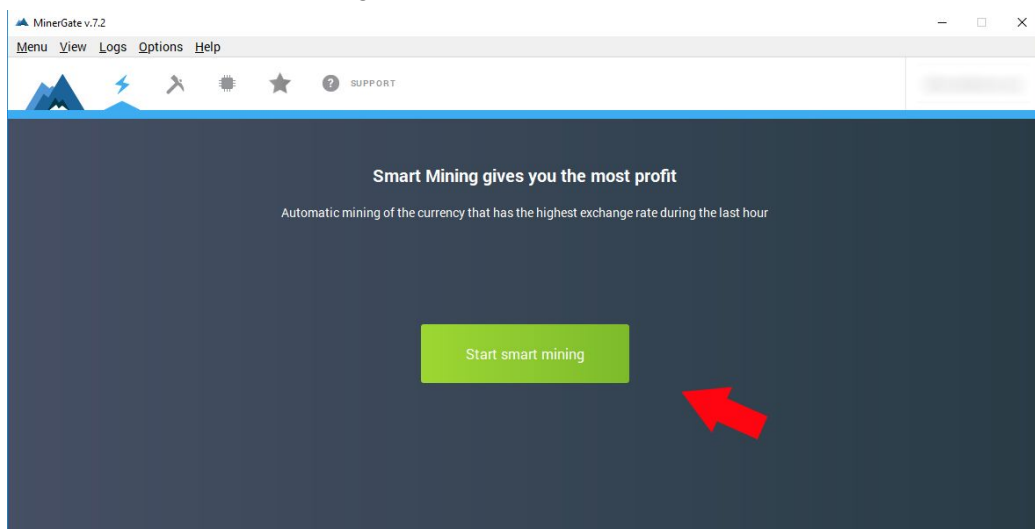 MinerGate v.7.2
Menu View Logs Options Help
? SUPPORT
Smart Mining gives you the most profit
Automatic mining of the currency that has the highest exchange rate during the last hour
Start smart mining